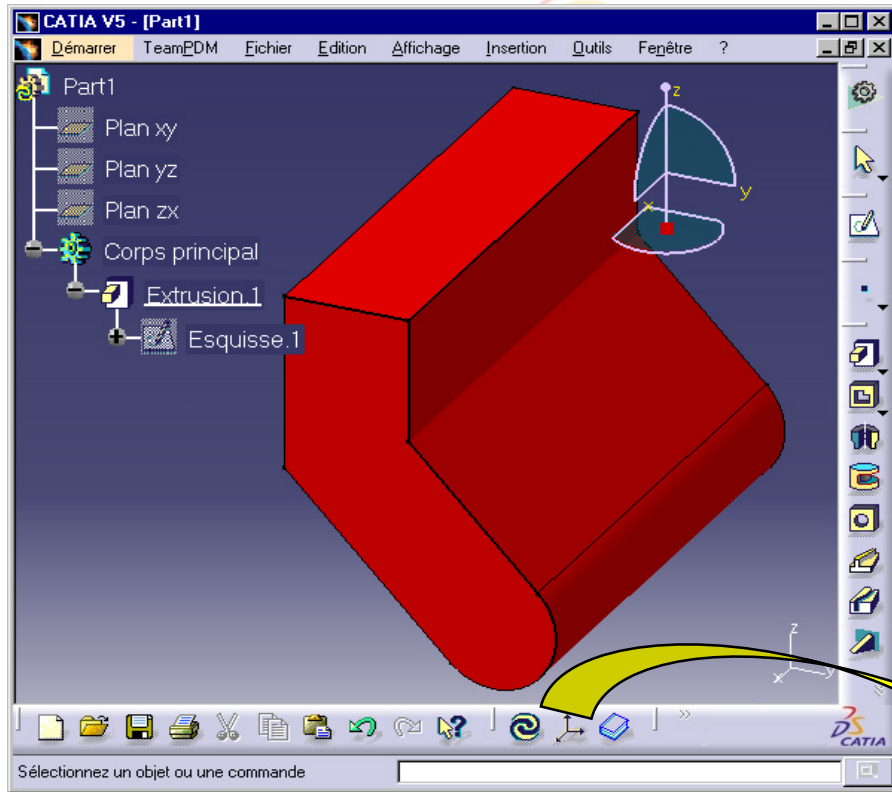 CATIA V5 - [Part1]
Démarrer TeamPDM Fichier Edition Affichage Insertion Outils Fenêtre ?
Part1
Plan xy
Plan yz
Plan zx
Corps principal
Extrusion.1
Esquisse.1
z
y
x
z
y
x
CATIA
Sélectionnez un objet ou une commande